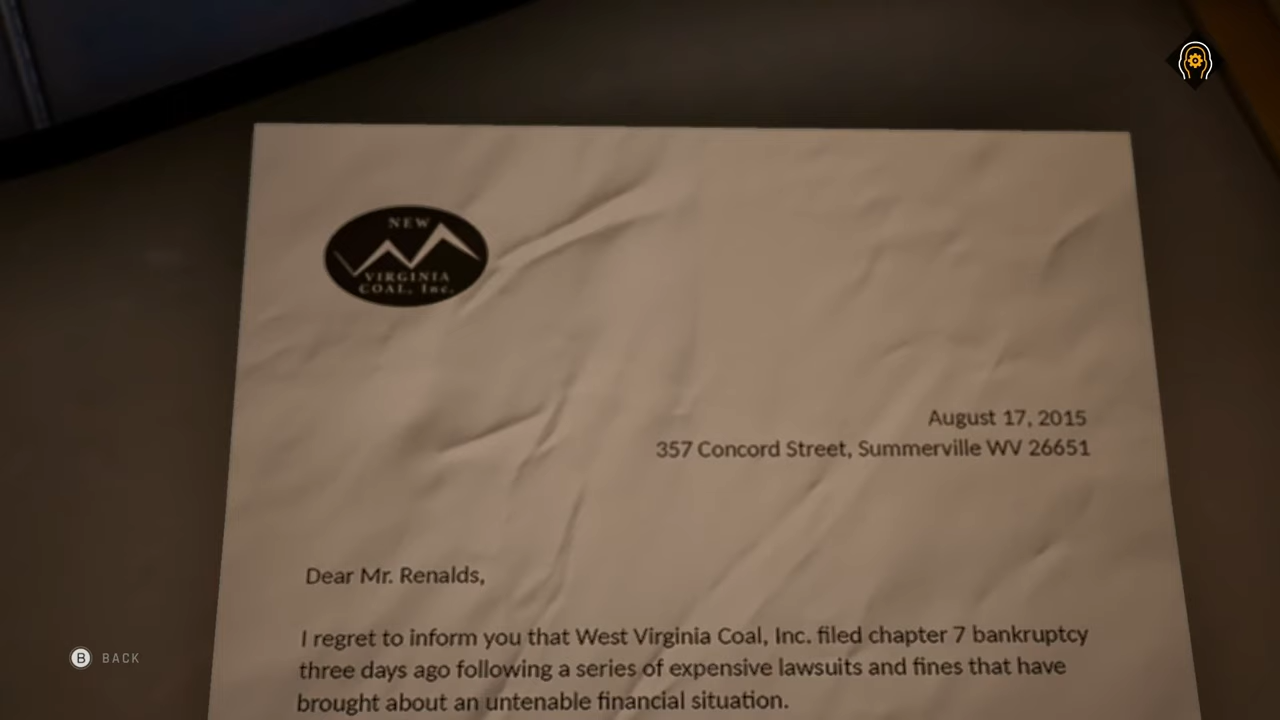 NEW
VIRGINIA
COAL, Inc.
August 17, 2015
357 Concord Street, Summerville WV 26651
Dear Mr. Renalds,
I regret to inform you that West Virginia Coal, Inc. filed chapter 7 bankruptcy
three days ago following a series of expensive lawsuits and fines that have
brought about an untenable financial situation.
B BACK